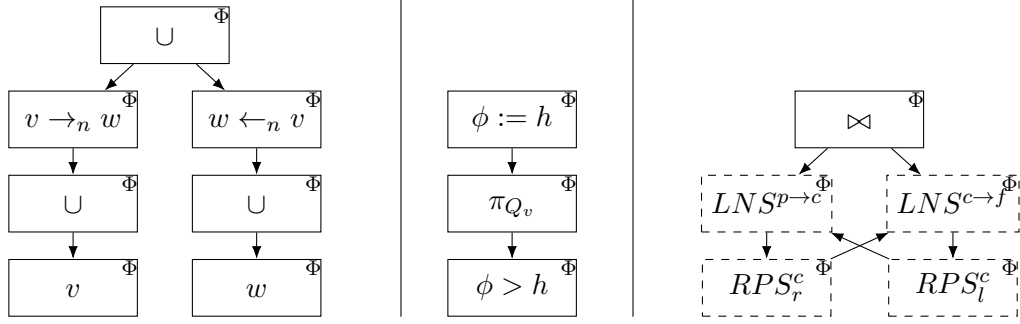 ∪ Φ
v →ₙ w Φ
w ←ₙ v Φ
∪ Φ
∪ Φ
v Φ
w Φ
ϕ := h Φ
π_{Q_v} Φ
ϕ > h Φ
⋈ Φ
LNS^{p→c} Φ
LNS^{c→f} Φ
RPS^c_r Φ
RPS^c_l Φ